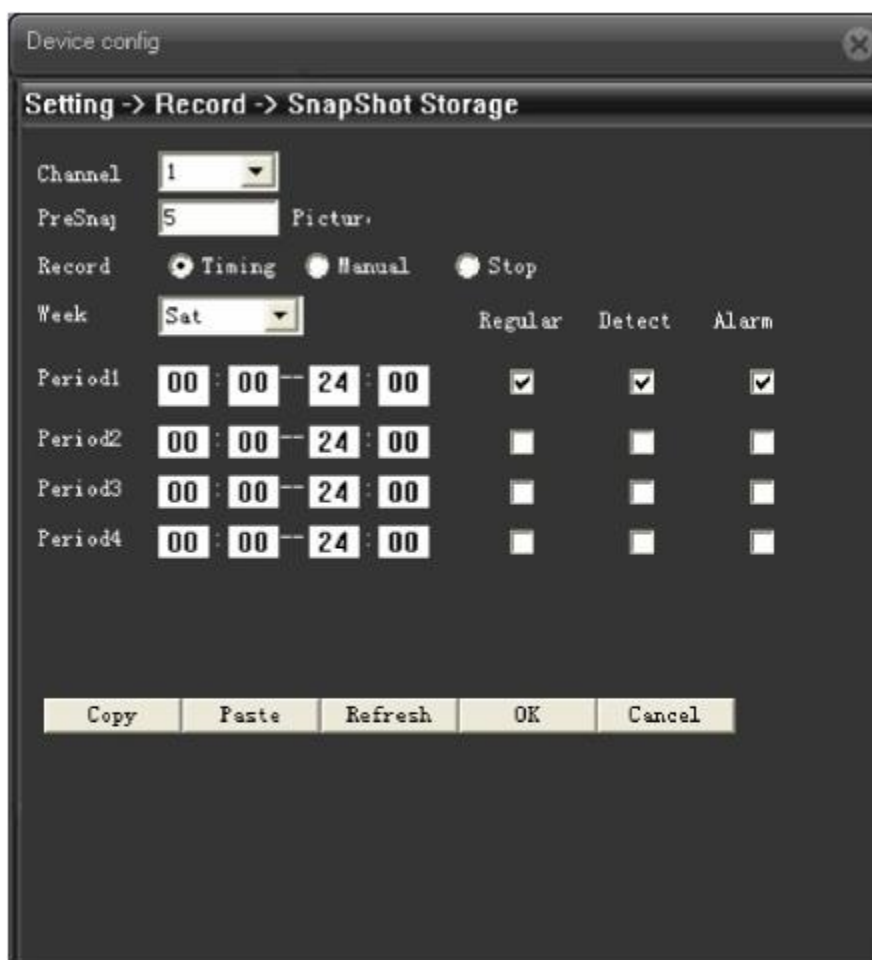 Device config
Setting -> Record -> SnapShot Storage
Channel 1
PreSnaj 5 Pictur
Record Timing Manual Stop
Week Sat Regular Detect Alarm
Period1 00 : 00 -- 24 : 00
Period2 00 : 00 -- 24 : 00
Period3 00 : 00 -- 24 : 00
Period4 00 : 00 -- 24 : 00
Copy Paste Refresh OK Cancel